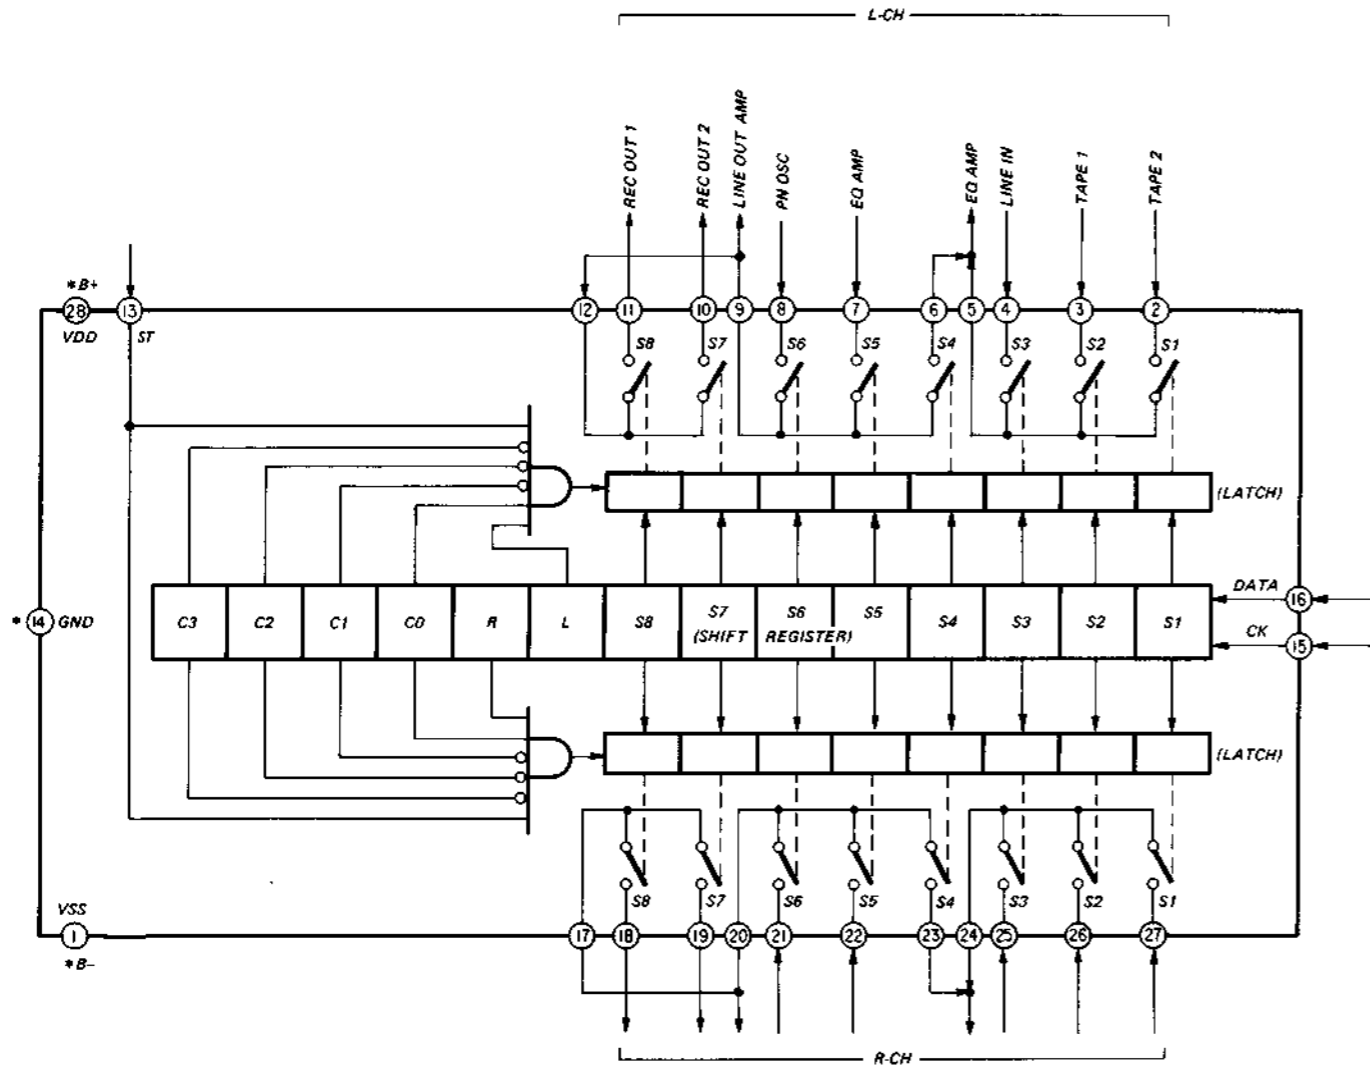 L-CH
REC OUT 1
REC OUT 2
LINE OUT AMP
PN OSC
EQ AMP
EQ AMP
LINE IN
TAPE 1
TAPE 2
*B+
28 13 12 11 10 9 8 7 6 5 4 3 2
VDD ST
S8 S7 S6 S5 S4 S3 S2 S1
(LATCH)
C3 C2 C1 C0 R L S8 S7 S6 S5 S4 S3 S2 S1
(SHIFT REGISTER)
DATA 16
CK 15
* 14 GND
(LATCH)
S8 S7 S6 S5 S4 S3 S2 S1
VSS
1 17 18 19 20 21 22 23 24 25 26 27
*B-
R-CH